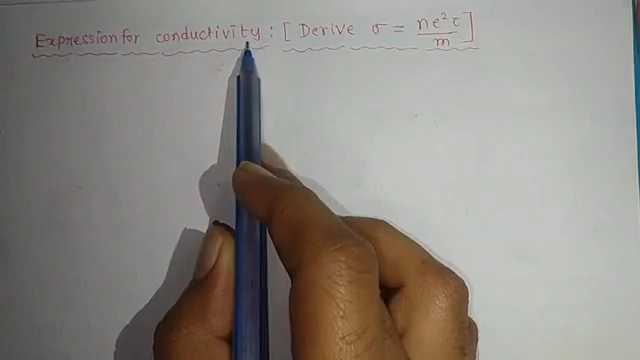 Expression for conductivity : [ Derive σ = ne²τ/m ]